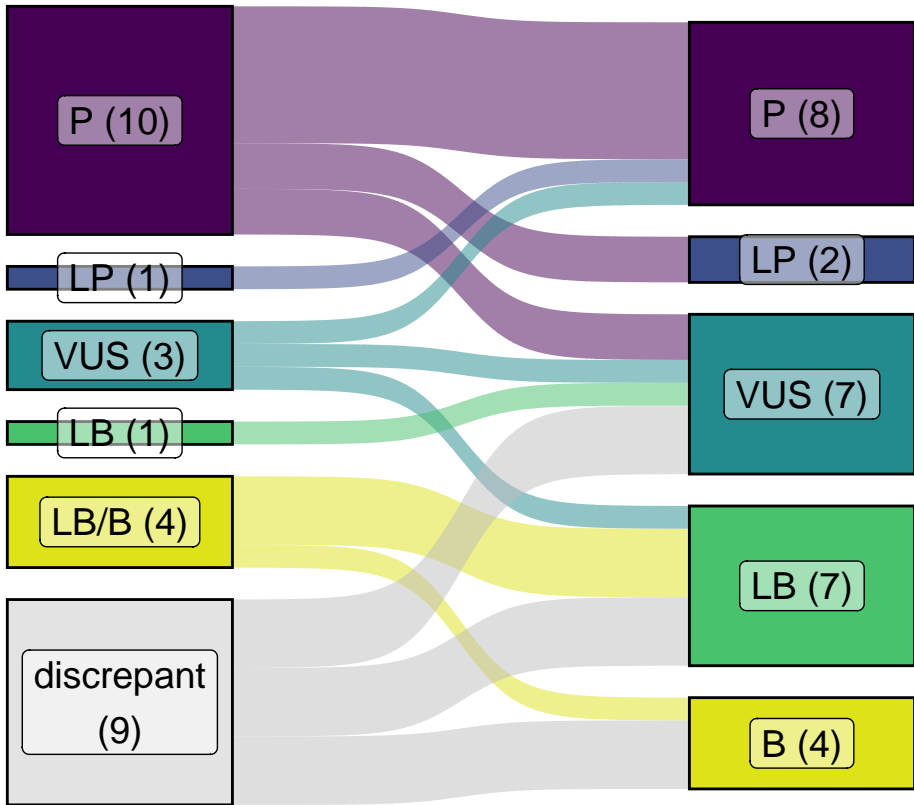 P (10)
LP (1)
VUS (3)
LB (1)
LB/B (4)
discrepant
(9)
P (8)
LP (2)
VUS (7)
LB (7)
B (4)